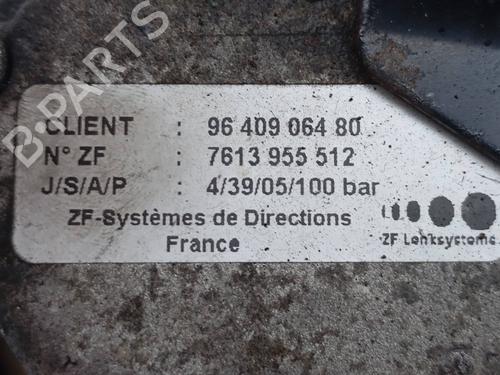 B-PARTS
CLIENT : 96 409 064 80
N° ZF : 7613 955 512
J/S/A/P : 4/39/05/100 bar
ZF-Systèmes de Directions
France
ZF Lenksysteme